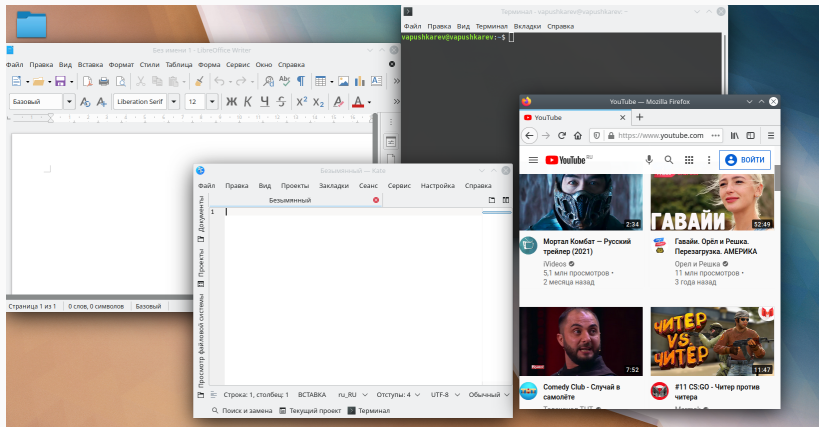 Терминал - vapushkarev@vapushkarev: ~
Файл Правка Вид Терминал Вкладки Справка
vapushkarev@vapushkarev:~$
Без имени 1 - LibreOffice Writer
Файл Правка Вид Вставка Формат Стили Таблица Форма Сервис Окно Справка
Базовый
Liberation Serif
12
Ж К Ч S X² X₂ A A
Страница 1 из 1 0 слов, 0 символов Базовый
Безымянный — Kate
Файл Правка Вид Проекты Закладки Сеанс Сервис Настройка Справка
Безымянный
1
Документы
Проекты
Просмотр файловой системы
Строка: 1, столбец: 1 ВСТАВКА ru_RU Отступы: 4 UTF-8 Обычный
Поиск и замена Текущий проект Терминал
YouTube — Mozilla Firefox
YouTube
https://www.youtube.com
YouTube RU
ВОЙТИ
2:34
ГАВАЙИ
52:49
Мортал Комбат — Русский
трейлер (2021)
iVideos
5,1 млн просмотров •
2 месяца назад
Гавайи. Орёл и Решка.
Перезагрузка. АМЕРИКА
Орел и Решка
11 млн просмотров •
3 года назад
7:52
ЧИТЕР
VS.
ЧИТЕР
11:47
Comedy Club - Случай в
самолёте
#11 CS:GO - Читер против
читера